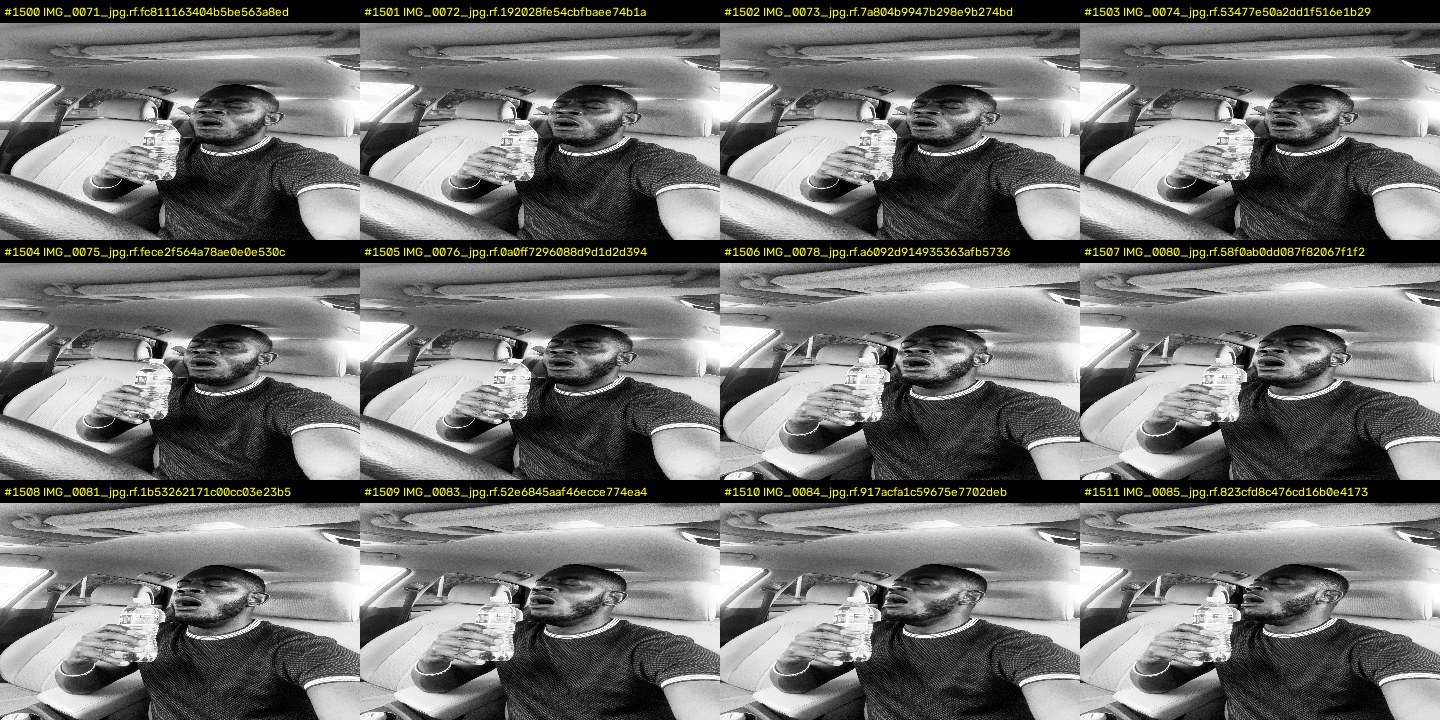 #1500 IMG_0071_jpg.rf.fc811163404b5be563a8ed
#1501 IMG_0072_jpg.rf.192028fe54cbfbaee74b1a
#1502 IMG_0073_jpg.rf.7a804b9947b298e9b274bd
#1503 IMG_0074_jpg.rf.53477e50a2dd1f516e1b29
#1504 IMG_0075_jpg.rf.fece2f564a78ae0e0e530c
#1505 IMG_0076_jpg.rf.0a0ff7296088d9d1d2d394
#1506 IMG_0078_jpg.rf.a6092d914935363afb5736
#1507 IMG_0080_jpg.rf.58f0ab0dd087f82067f1f2
#1508 IMG_0081_jpg.rf.1b53262171c00cc03e23b5
#1509 IMG_0083_jpg.rf.52e6845aaf46ecce774ea4
#1510 IMG_0084_jpg.rf.917acfa1c59675e7702deb
#1511 IMG_0085_jpg.rf.823cfd8c476cd16b0e4173